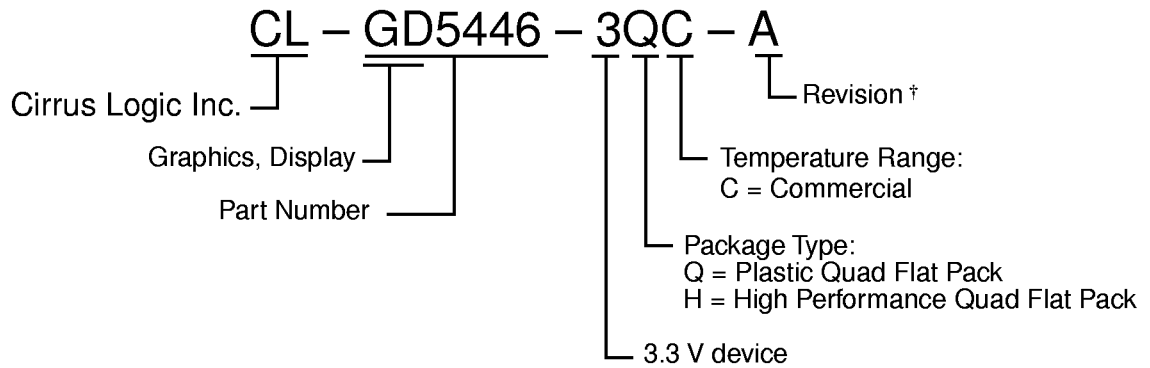 CL – GD5446 – 3QC – A
Cirrus Logic Inc.
Revision †
Graphics, Display
Temperature Range:
C = Commercial
Part Number
Package Type:
Q = Plastic Quad Flat Pack
H = High Performance Quad Flat Pack
3.3 V device